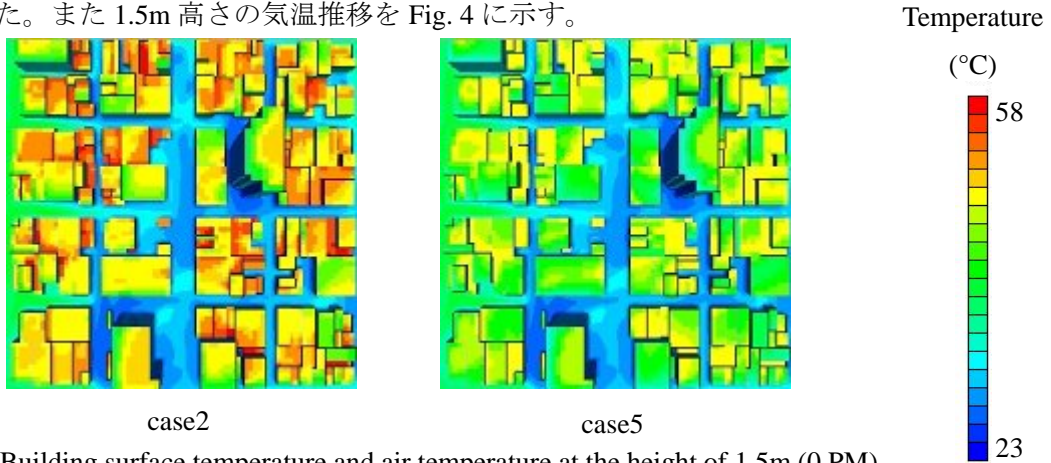 た。また 1.5m 高さの気温推移を Fig. 4 に示す。
Temperature
(°C)
58
23
case2
case5
Building surface temperature and air temperature at the height of 1.5m (0 PM)